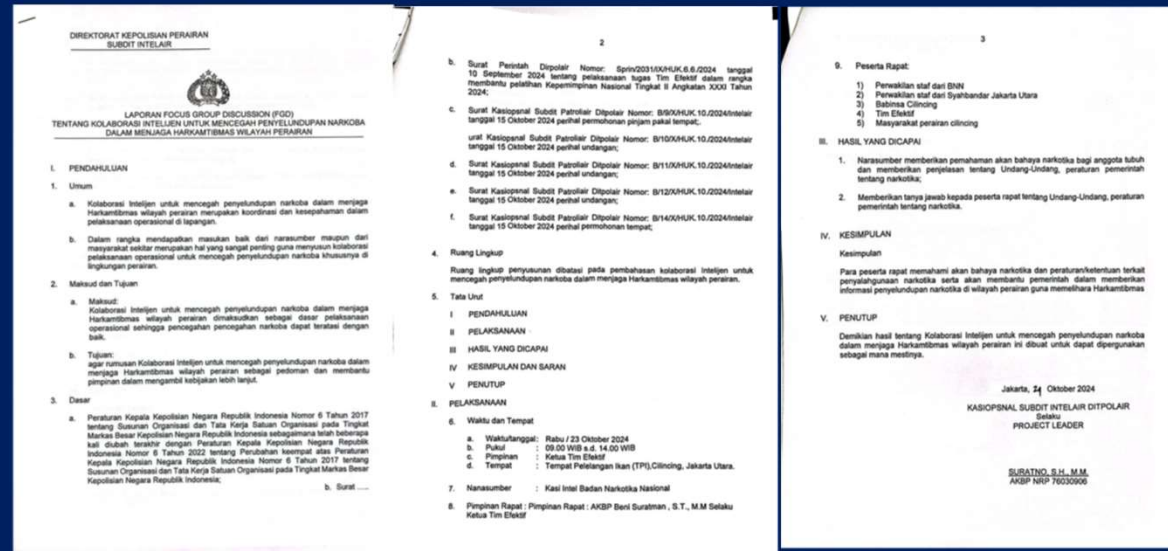 DIREKTORAT KEPOLISIAN PERAIRAN
SUBDIT INTELAIR
LAPORAN FOCUS GROUP DISCUSSION (FGD)
TENTANG KOLABORASI INTELIJEN UNTUK MENCEGAH PENYELUNDUPAN NARKOBA
DALAM MENJAGA HARKAMTIBMAS WILAYAH PERAIRAN
I. PENDAHULUAN
1. Umum
a. Kolaborasi Intelijen untuk mencegah penyelundupan narkoba dalam menjaga
Harkamtibmas wilayah perairan merupakan koordinasi dan kesepahaman dalam
pelaksanaan operasional di lapangan.
b. Dalam rangka mendapatkan masukan baik dari narasumber maupun dari
masyarakat sekitar merupakan hal yang sangat penting guna menyusun kolaborasi
pelaksanaan operasional untuk mencegah penyelundupan narkoba khususnya di
lingkungan perairan.
2. Maksud dan Tujuan
a. Maksud:
Kolaborasi Intelijen untuk mencegah penyelundupan narkoba dalam menjaga
Harkamtibmas wilayah perairan dimaksudkan sebagai dasar pelaksanaan
operasional sehingga pencegahan pencegahan narkoba dapat teratasi dengan
baik.
b. Tujuan:
agar rumusan Kolaborasi Intelijen untuk mencegah penyelundupan narkoba dalam
menjaga Harkamtibmas wilayah perairan sebagai pedoman dan membantu
pimpinan dalam mengambil kebijakan lebih lanjut.
3. Dasar
a. Peraturan Kepala Kepolisian Negara Republik Indonesia Nomor 6 Tahun 2017
tentang Susunan Organisasi dan Tata Kerja Satuan Organisasi pada Tingkat
Markas Besar Kepolisian Negara Republik Indonesia sebagaimana telah beberapa
kali diubah terakhir dengan Peraturan Kepala Kepolisian Negara Republik
Indonesia Nomor 6 Tahun 2022 tentang Perubahan keempat atas Peraturan
Kepala Kepolisian Negara Republik Indonesia Nomor 6 Tahun 2017 tentang
Susunan Organisasi dan Tata Kerja Satuan Organisasi pada Tingkat Markas Besar
Kepolisian Negara Republik Indonesia;
b. Surat .....
2
b. Surat Perintah Dirpolair Nomor: Sprin/2031/IX/HUK.6.6./2024 tanggal
10 September 2024 tentang pelaksanaan tugas Tim Efektif dalam rangka
membantu pelatihan Kepemimpinan Nasional Tingkat II Angkatan XXXI Tahun
2024;
c. Surat Kasiopsnal Subdit Patroliair Ditpolair Nomor: B/9/X/HUK.10./2024/Intelair
tanggal 15 Oktober 2024 perihal permohonan pinjam pakai tempat;.
urat Kasiopsnal Subdit Patroliair Ditpolair Nomor: B/10/X/HUK.10./2024/Intelair
tanggal 15 Oktober 2024 perihal undangan;
d. Surat Kasiopsnal Subdit Patroliair Ditpolair Nomor: B/11/X/HUK.10./2024/Intelair
tanggal 15 Oktober 2024 perihal undangan;
e. Surat Kasiopsnal Subdit Patroliair Ditpolair Nomor: B/12/X/HUK.10./2024/Intelair
tanggal 15 Oktober 2024 perihal undangan;
f. Surat Kasiopsnal Subdit Patroliair Ditpolair Nomor: B/14/X/HUK.10./2024/Intelair
tanggal 15 Oktober 2024 perihal permohonan tempat;
4. Ruang Lingkup
Ruang lingkup penyusunan dibatasi pada pembahasan kolaborasi Intelijen untuk
mencegah penyelundupan narkoba dalam menjaga Harkamtibmas wilayah perairan.
5. Tata Urut
I PENDAHULUAN
II PELAKSANAAN
III HASIL YANG DICAPAI
IV KESIMPULAN DAN SARAN
V PENUTUP
II. PELAKSANAAN
6. Waktu dan Tempat
a. Waktu/tanggal: Rabu / 23 Oktober 2024
b. Pukul : 09.00 WIB s.d. 14.00 WIB
c. Pimpinan : Ketua Tim Efektif
d. Tempat : Tempat Pelelangan Ikan (TPI),Cilincing, Jakarta Utara.
7. Nanasumber : Kasi Intel Badan Narkotika Nasional
8. Pimpinan Rapat : Pimpinan Rapat : AKBP Beni Suratman , S.T., M.M Selaku
Ketua Tim Efektif
3
9. Peserta Rapat:
1) Perwakilan staf dari BNN
2) Perwakilan staf dari Syahbandar Jakarta Utara
3) Babinsa Cilincing
4) Tim Efektif
5) Masyarakat perairan cilincing
III. HASIL YANG DICAPAI
1. Narasumber memberikan pemahaman akan bahaya narkotika bagi anggota tubuh
dan memberikan penjelasan tentang Undang-Undang, peraturan pemerintah
tentang narkotika;
2. Memberikan tanya jawab kepada peserta rapat tentang Undang-Undang, peraturan
pemerintah tentang narkotika.
IV. KESIMPULAN
Kesimpulan
Para peserta rapat memahami akan bahaya narkotika dan peraturan/ketentuan terkait
penyalahgunaan narkotika serta akan membantu pemerintah dalam memberikan
informasi penyelundupan narkotika di wilayah perairan guna memelihara Harkamtibmas
V. PENUTUP
Demikian hasil tentang Kolaborasi Intelijen untuk mencegah penyelundupan narkoba
dalam menjaga Harkamtibmas wilayah perairan ini dibuat untuk dapat dipergunakan
sebagai mana mestinya.
Jakarta, 24 Oktober 2024
KASIOPSNAL SUBDIT INTELAIR DITPOLAIR
Selaku
PROJECT LEADER
SURATNO, S.H., M.M.
AKBP NRP 76030906